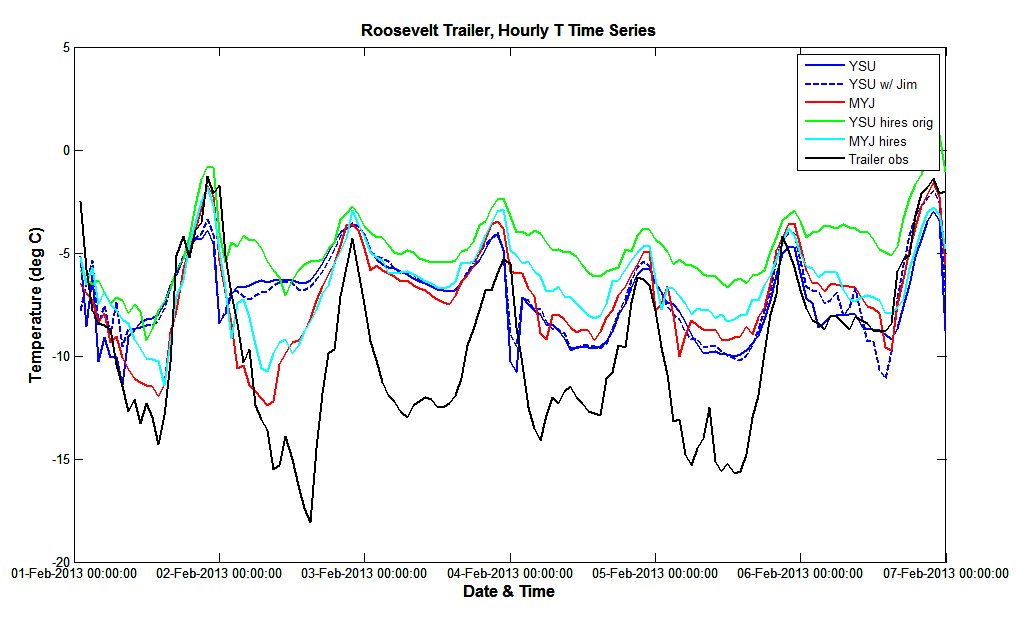 Roosevelt Trailer, Hourly T Time Series
5
0
-5
-10
-15
-20
Temperature (deg C)
YSU
YSU w/ Jim
MYJ
YSU hires orig
MYJ hires
Trailer obs
01-Feb-2013 00:00:00 02-Feb-2013 00:00:00 03-Feb-2013 00:00:00 04-Feb-2013 00:00:00 05-Feb-2013 00:00:00 06-Feb-2013 00:00:00 07-Feb-2013 00:00:00
Date & Time